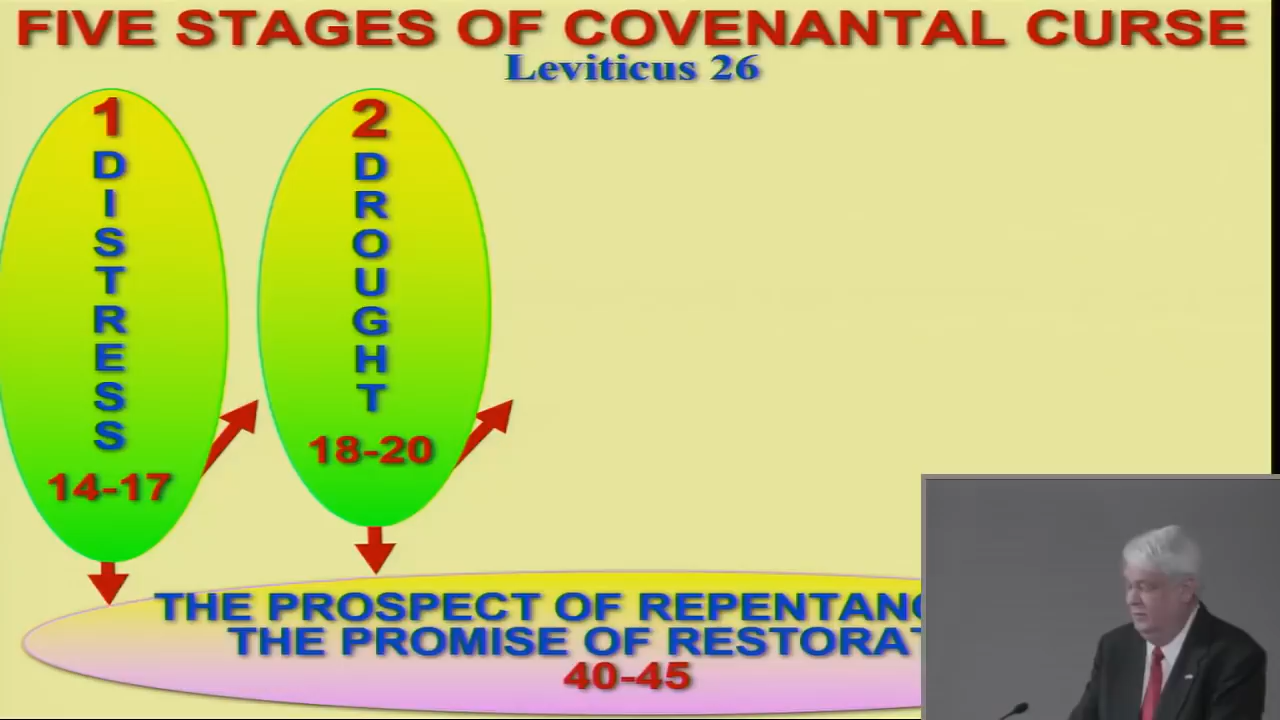 FIVE STAGES OF COVENANTAL CURSE
Leviticus 26
1
DISTRESS
14-17
2
DROUGHT
18-20
THE PROSPECT OF REPENTANC
THE PROMISE OF RESTORAT
40-45